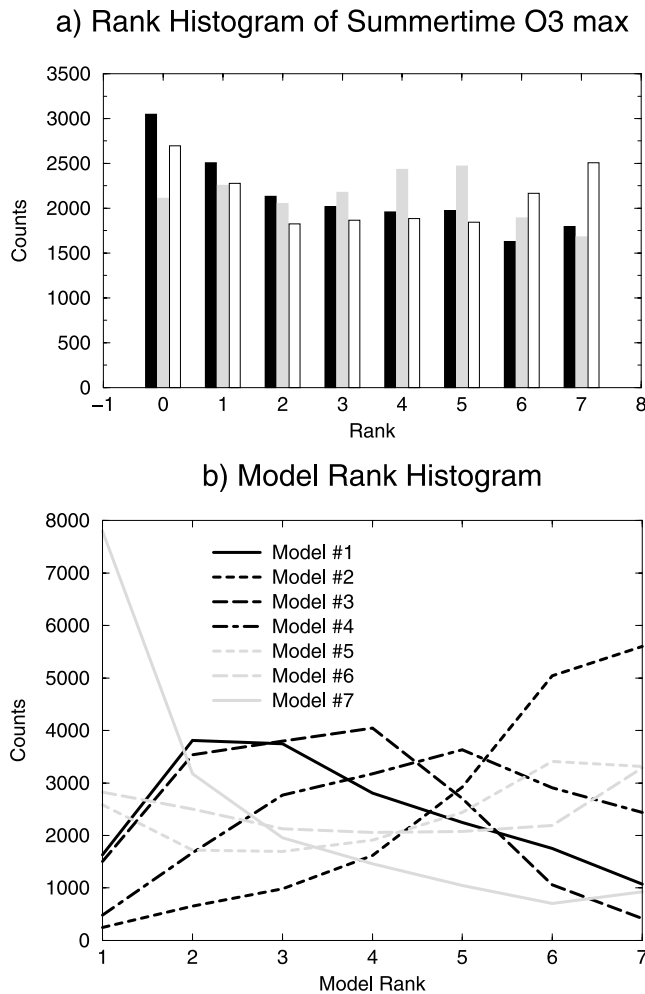 a) Rank Histogram of Summertime O3 max
3500
3000
2500
2000
1500
1000
500
0
Counts
−1 0 1 2 3 4 5 6 7 8
Rank
b) Model Rank Histogram
8000
7000
6000
5000
4000
3000
2000
1000
0
Counts
Model #1
Model #2
Model #3
Model #4
Model #5
Model #6
Model #7
1 2 3 4 5 6 7
Model Rank